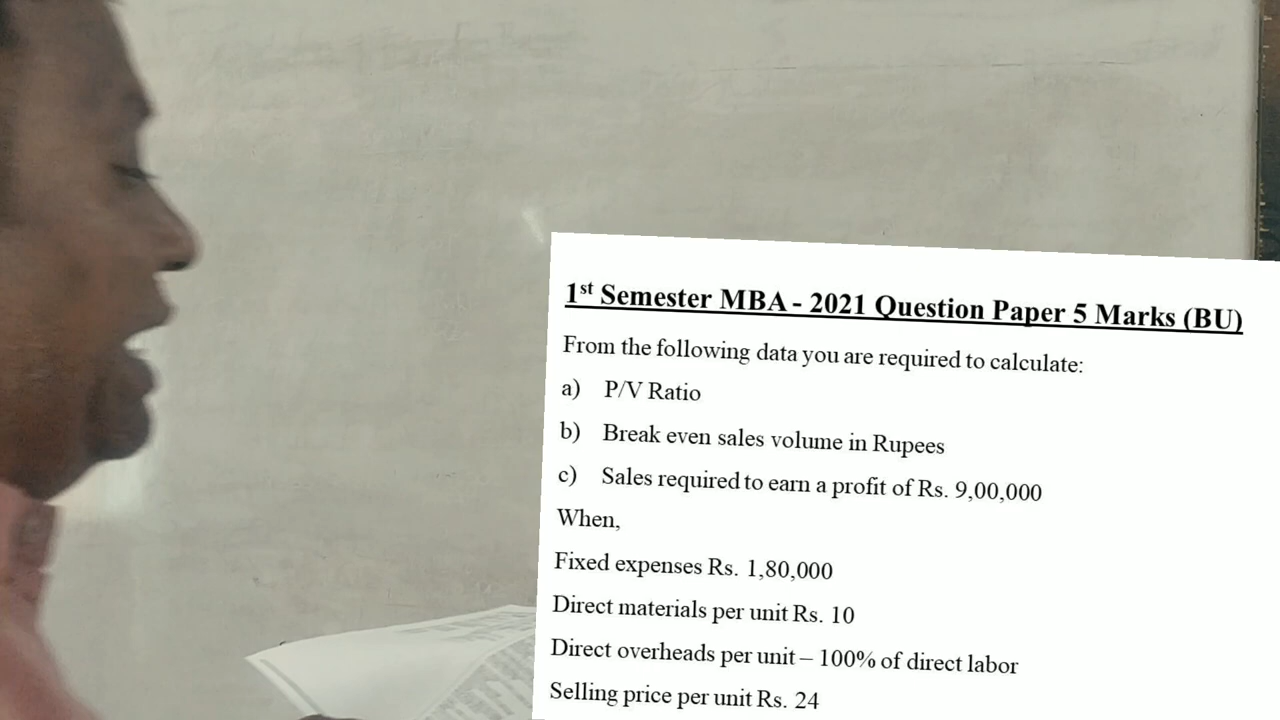 1st Semester MBA - 2021 Question Paper 5 Marks (BU)
From the following data you are required to calculate:
a) P/V Ratio
b) Break even sales volume in Rupees
c) Sales required to earn a profit of Rs. 9,00,000
When,
Fixed expenses Rs. 1,80,000
Direct materials per unit Rs. 10
Direct overheads per unit – 100% of direct labor
Selling price per unit Rs. 24